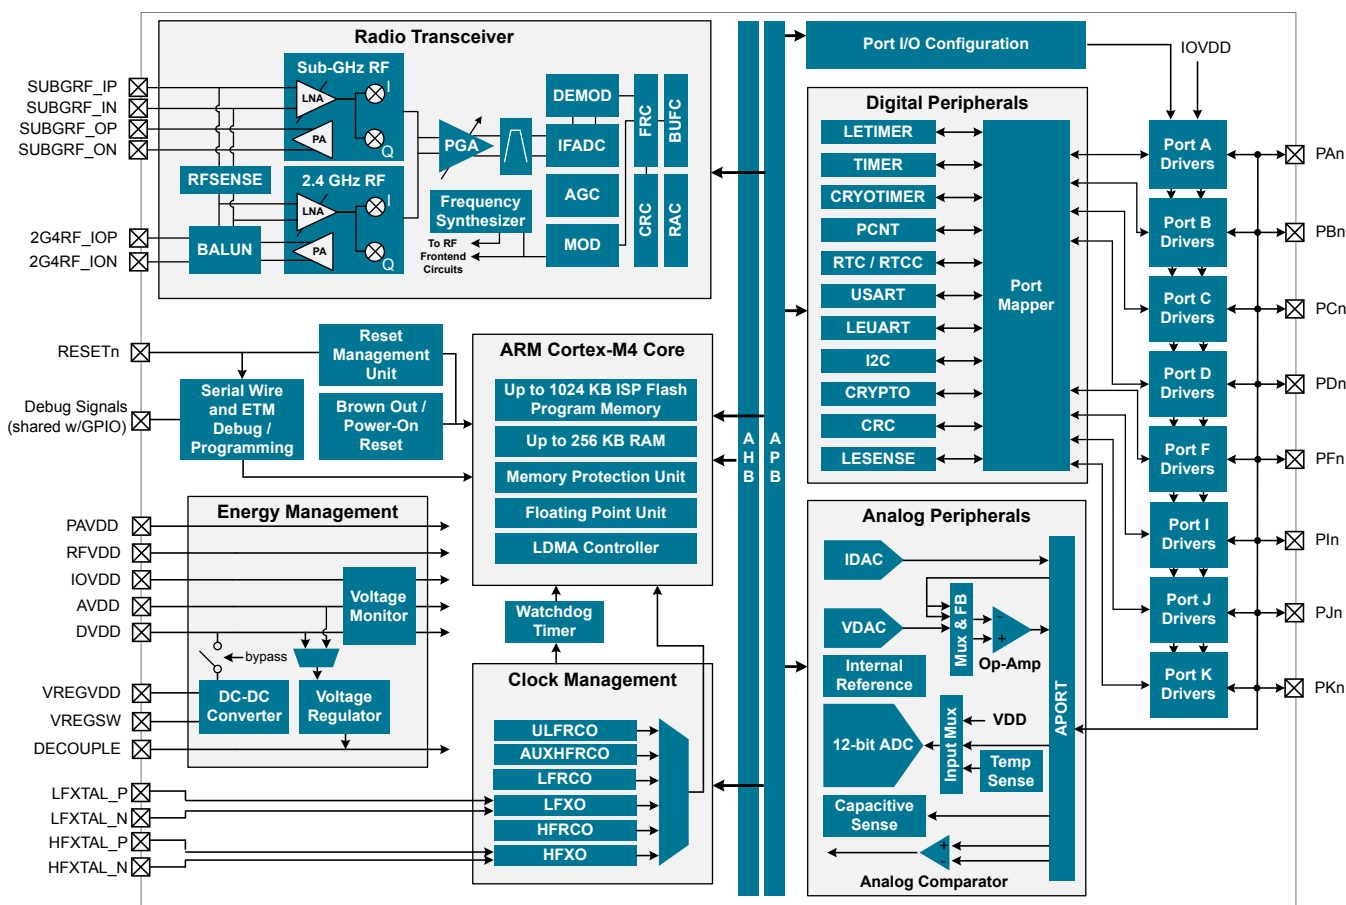 Radio Transceiver
SUBGRF_IP
SUBGRF_IN
SUBGRF_OP
SUBGRF_ON
2G4RF_IOP
2G4RF_ION
Sub-GHz RF
LNA
I
PA
Q
RFSENSE
2.4 GHz RF
LNA
I
PA
Q
BALUN
PGA
Frequency
Synthesizer
To RF
Frontend
Circuits
DEMOD
IFADC
AGC
MOD
FRC
BUFC
CRC
RAC
RESETn
Debug Signals
(shared w/GPIO)
Reset
Management
Unit
Serial Wire
and ETM
Debug /
Programming
Brown Out /
Power-On
Reset
ARM Cortex-M4 Core
Up to 1024 KB ISP Flash
Program Memory
Up to 256 KB RAM
Memory Protection Unit
Floating Point Unit
LDMA Controller
Watchdog
Timer
Energy Management
PAVDD
RFVDD
IOVDD
AVDD
DVDD
VREGVDD
VREGSW
DECOUPLE
Voltage
Monitor
bypass
DC-DC
Converter
Voltage
Regulator
Clock Management
LFXTAL_P
LFXTAL_N
HFXTAL_P
HFXTAL_N
ULFRCO
AUXHFRCO
LFRCO
LFXO
HFRCO
HFXO
A
H
B
A
P
B
Port I/O Configuration
IOVDD
Digital Peripherals
LETIMER
TIMER
CRYOTIMER
PCNT
RTC / RTCC
USART
LEUART
I2C
CRYPTO
CRC
LESENSE
Port
Mapper
Port A
Drivers
Port B
Drivers
Port C
Drivers
Port D
Drivers
Port F
Drivers
Port I
Drivers
Port J
Drivers
Port K
Drivers
PAn
PBn
PCn
PDn
PFn
PIn
PJn
PKn
Analog Peripherals
IDAC
VDAC
Mux & FB
-
+
Op-Amp
Internal
Reference
12-bit ADC
Input Mux
VDD
Temp
Sense
Capacitive
Sense
+
-
Analog Comparator
APORT